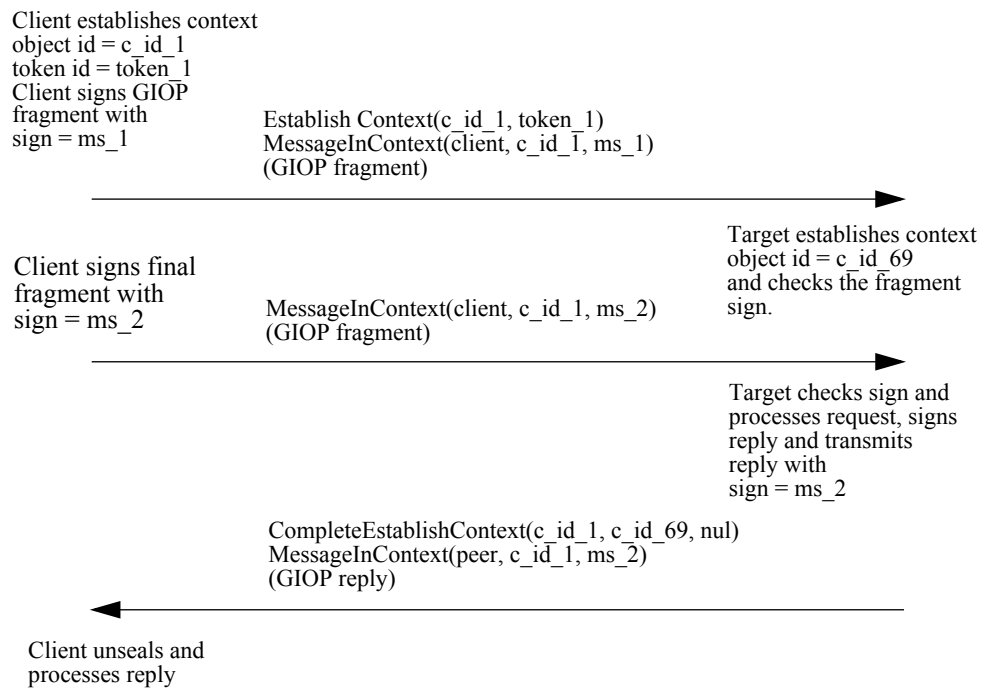 Client establishes context
object id = c_id_1
token id = token_1
Client signs GIOP
fragment with
sign = ms_1
Establish Context(c_id_1, token_1)
MessageInContext(client, c_id_1, ms_1)
(GIOP fragment)
Target establishes context
object id = c_id_69
and checks the fragment
sign.
Client signs final
fragment with
sign = ms_2
MessageInContext(client, c_id_1, ms_2)
(GIOP fragment)
Target checks sign and
processes request, signs
reply and transmits
reply with
sign = ms_2
CompleteEstablishContext(c_id_1, c_id_69, nul)
MessageInContext(peer, c_id_1, ms_2)
(GIOP reply)
Client unseals and
processes reply